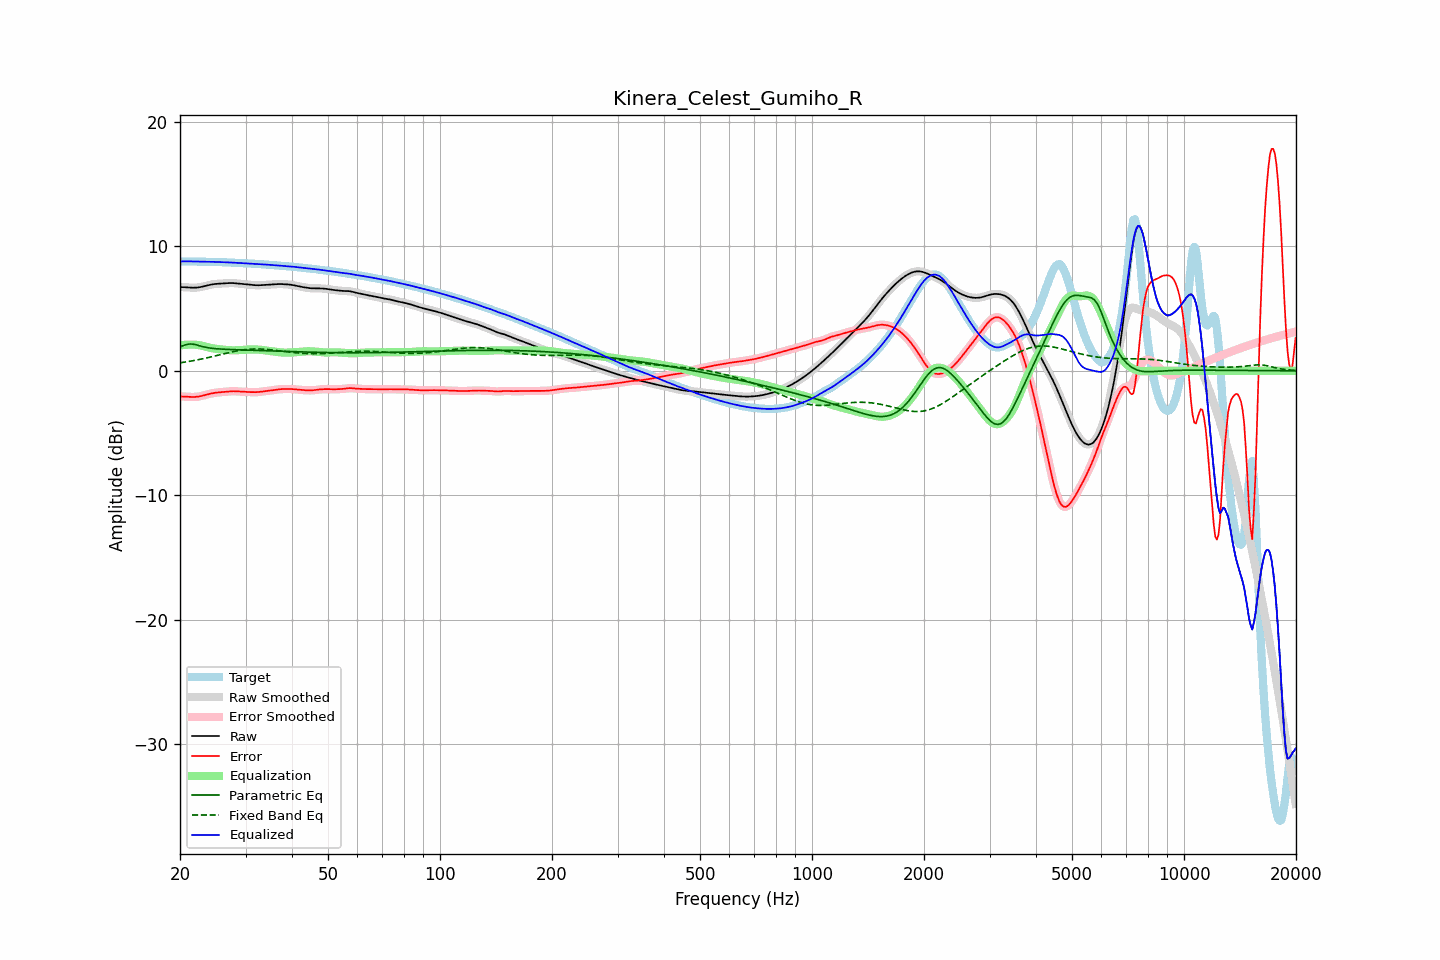 Kinera_Celest_Gumiho_R
20
10
0
−10
−20
−30
Amplitude (dBr)
Target
Raw Smoothed
Error Smoothed
Raw
Error
Equalization
Parametric Eq
Fixed Band Eq
Equalized
20 50 100 200 500 1000 2000 5000 10000 20000
Frequency (Hz)